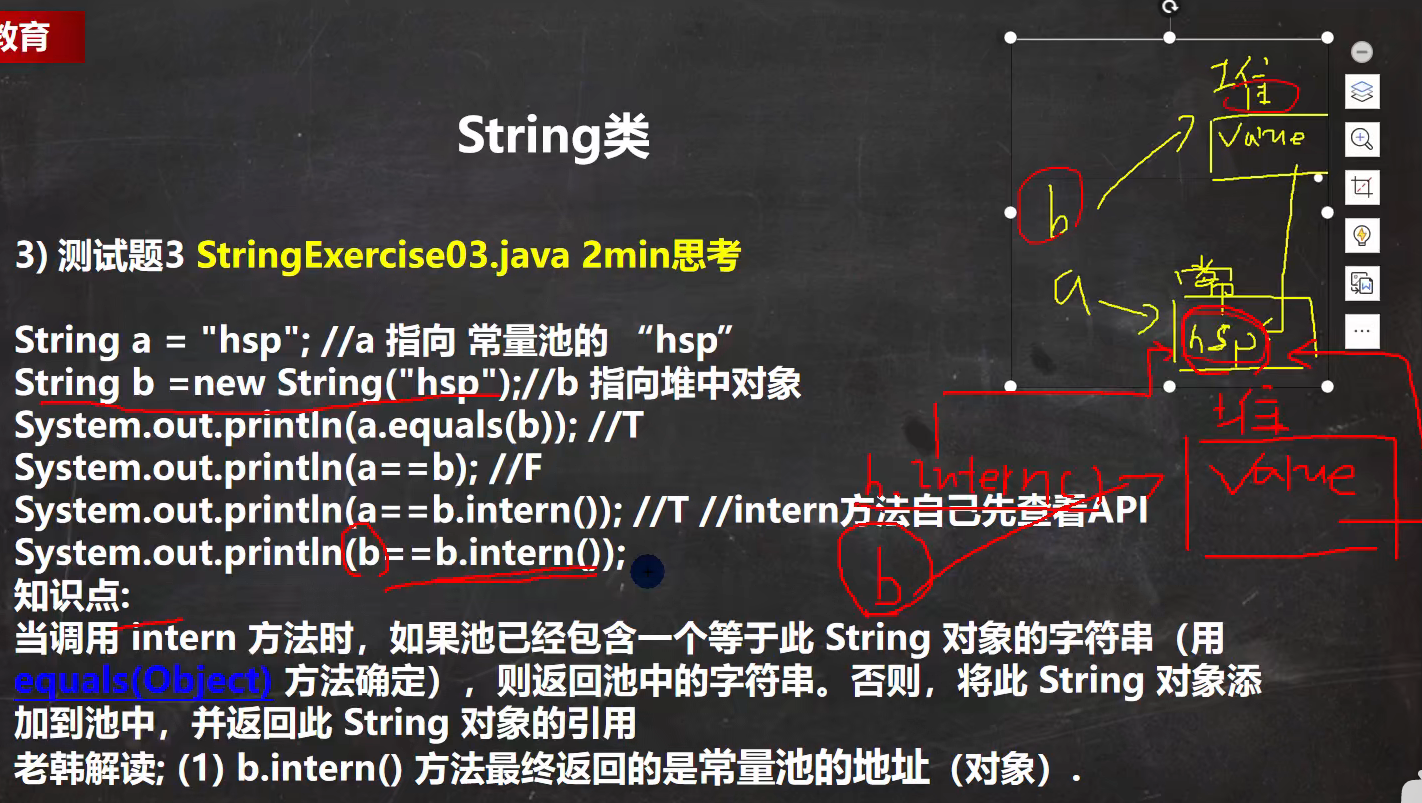 教育
String类
3) 测试题3 StringExercise03.java 2min思考
String a = "hsp"; //a 指向 常量池的 “hsp”
String b =new String("hsp");//b 指向堆中对象
System.out.println(a.equals(b)); //T
System.out.println(a==b); //F
System.out.println(a==b.intern()); //T //intern方法自己先查看API
System.out.println(b==b.intern());
知识点:
当调用 intern 方法时，如果池已经包含一个等于此 String 对象的字符串（用
equals(Object) 方法确定），则返回池中的字符串。否则，将此 String 对象添
加到池中，并返回此 String 对象的引用
老韩解读; (1) b.intern() 方法最终返回的是常量池的地址（对象）.
value
b
a
常
hsp
value
b.intern()
b